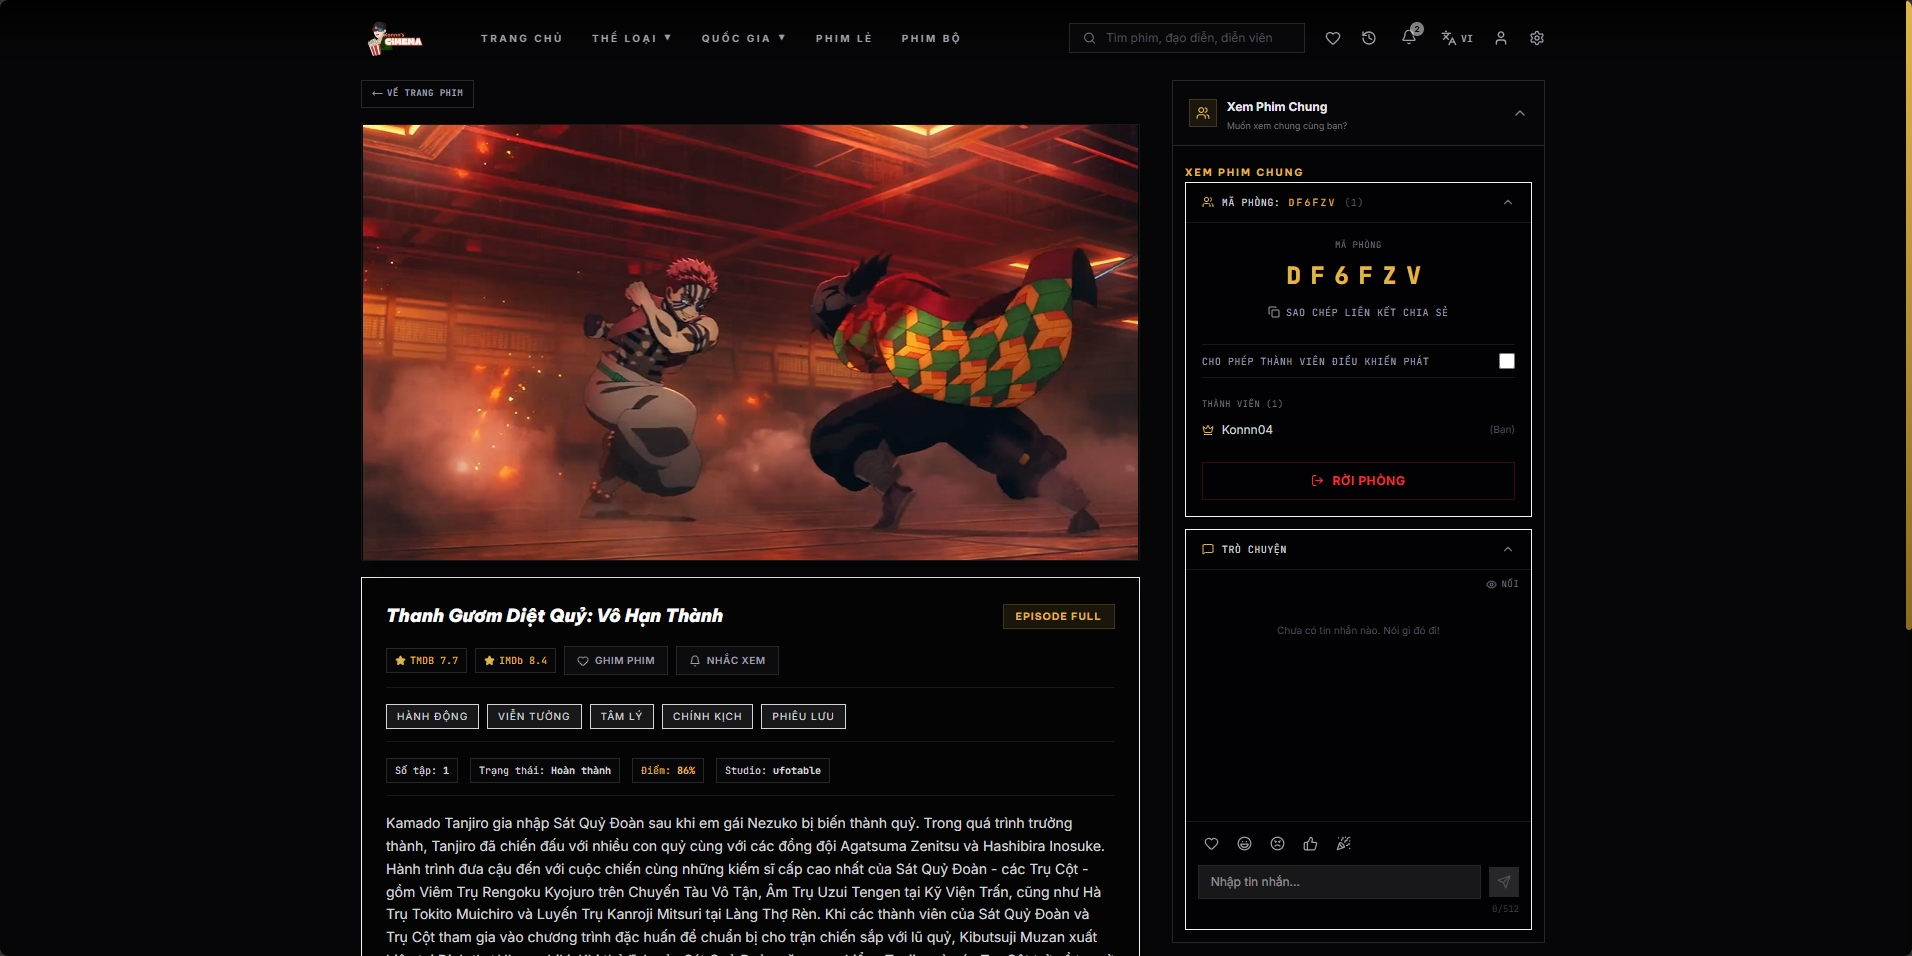 Konnn's
CiNEMA
TRANG CHỦ
THỂ LOẠI ▼
QUỐC GIA ▼
PHIM LẺ
PHIM BỘ
Tìm phim, đạo diễn, diễn viên
2
VI
← VỀ TRANG PHIM
Thanh Gươm Diệt Quỷ: Vô Hạn Thành
EPISODE FULL
TMDB 7.7
IMDb 8.4
GHIM PHIM
NHẮC XEM
HÀNH ĐỘNG
VIỄN TƯỞNG
TÂM LÝ
CHÍNH KỊCH
PHIÊU LƯU
Số tập: 1
Trạng thái: Hoàn thành
Điểm: 86%
Studio: ufotable
Kamado Tanjiro gia nhập Sát Quỷ Đoàn sau khi em gái Nezuko bị biến thành quỷ. Trong quá trình trưởng
thành, Tanjiro đã chiến đấu với nhiều con quỷ cùng với các đồng đội Agatsuma Zenitsu và Hashibira Inosuke.
Hành trình đưa cậu đến với cuộc chiến cùng những kiếm sĩ cấp cao nhất của Sát Quỷ Đoàn - các Trụ Cột -
gồm Viêm Trụ Rengoku Kyojuro trên Chuyến Tàu Vô Tận, Âm Trụ Uzui Tengen tại Kỹ Viện Trấn, cũng như Hà
Trụ Tokito Muichiro và Luyến Trụ Kanroji Mitsuri tại Làng Thợ Rèn. Khi các thành viên của Sát Quỷ Đoàn và
Trụ Cột tham gia vào chương trình đặc huấn để chuẩn bị cho trận chiến sắp với lũ quỷ, Kibutsuji Muzan xuất
Xem Phim Chung
Muốn xem chung cùng bạn?
XEM PHIM CHUNG
MÃ PHÒNG: DF6FZV (1)
MÃ PHÒNG
DF6FZV
SAO CHÉP LIÊN KẾT CHIA SẺ
CHO PHÉP THÀNH VIÊN ĐIỀU KHIỂN PHÁT
THÀNH VIÊN (1)
Konnn04
(Bạn)
RỜI PHÒNG
TRÒ CHUYỆN
NỔI
Chưa có tin nhắn nào. Nói gì đó đi!
Nhập tin nhắn...
0/512